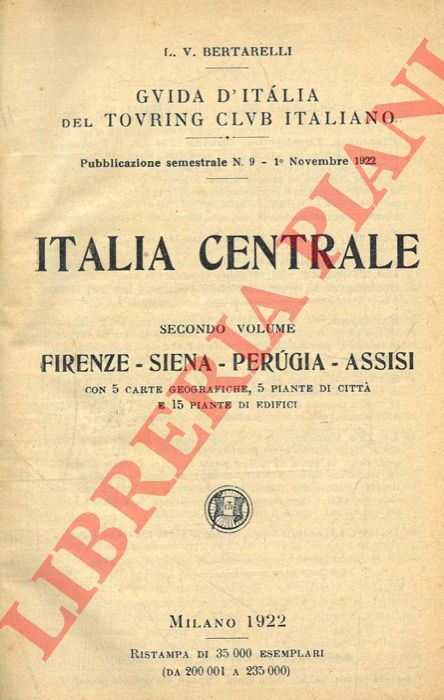 L. V. BERTARELLI
GVIDA D'ITÁLIA
DEL TOVRING CLVB ITALIANO
Pubblicazione semestrale N. 9 - 1º Novembre 1922
ITALIA CENTRALE
SECONDO VOLUME
FIRENZE - SIENA - PERÚGIA - ASSISI
CON 5 CARTE GEOGRAFICHE, 5 PIANTE DI CITTÀ
E 15 PIANTE DI EDIFICI
MILANO 1922
RISTAMPA DI 35 000 ESEMPLARI
(DA 200 001 A 235 000)
LIBRERIA PIANI